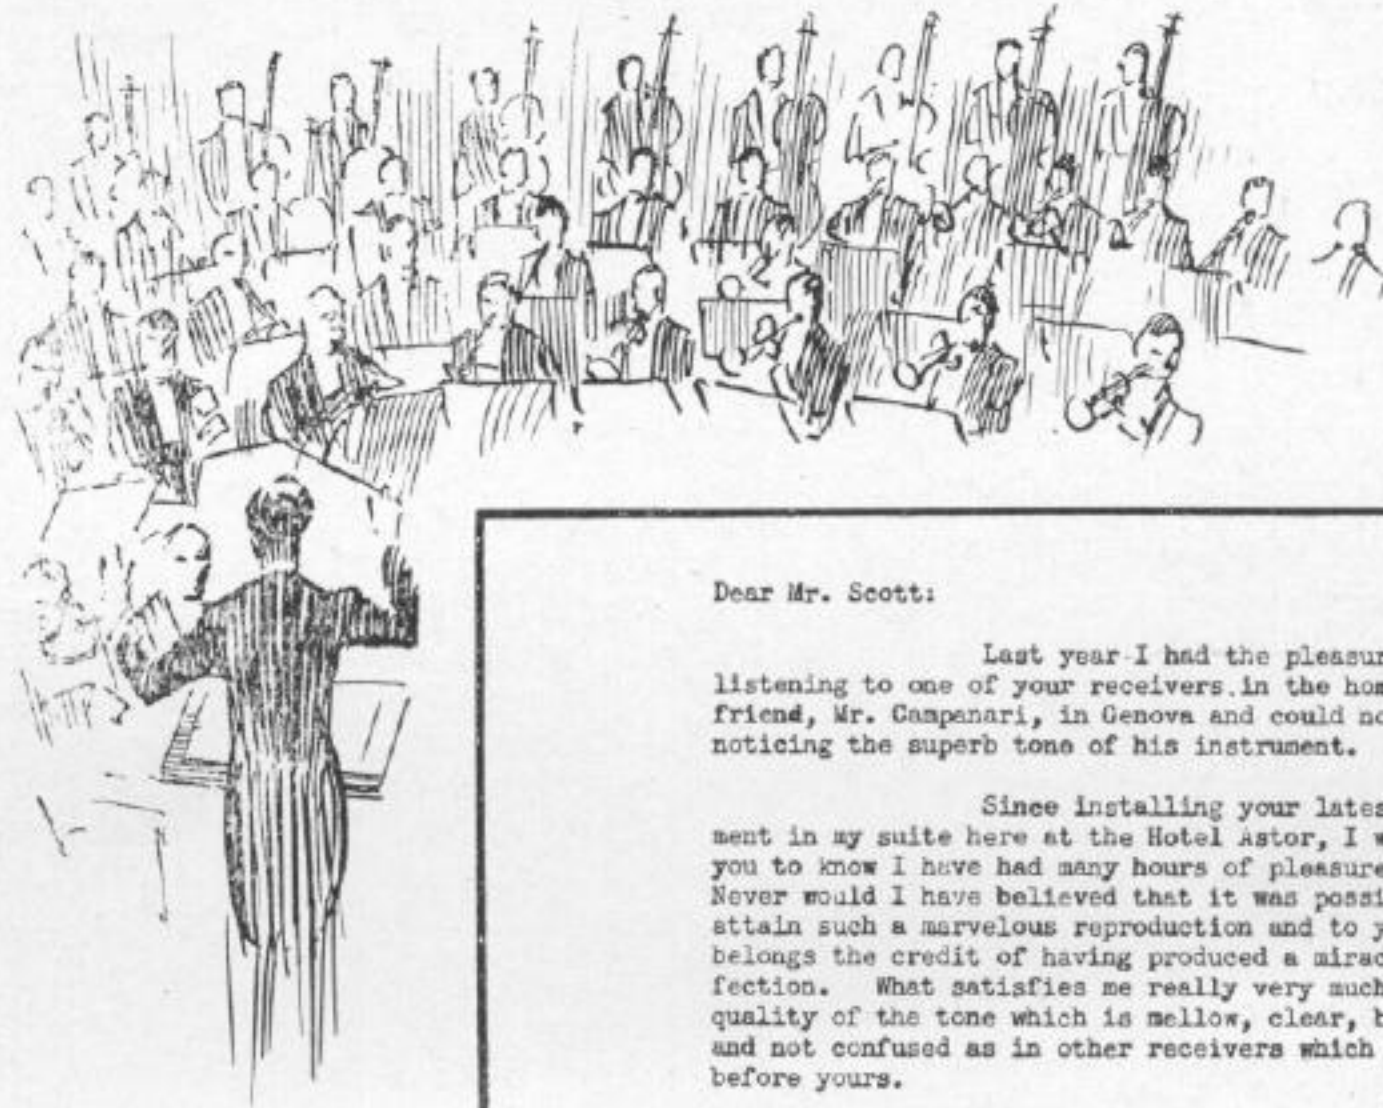 Dear Mr. Scott:
Last year I had the pleasur
listening to one of your receivers in the hom
friend, Mr. Campanari, in Genova and could no
noticing the superb tone of his instrument.
Since installing your lates
ment in my suite here at the Hotel Astor, I w
you to know I have had many hours of pleasure
Never would I have believed that it was possi
attain such a marvelous reproduction and to y
belongs the credit of having produced a mirac
fection. What satisfies me really very much
quality of the tone which is mellow, clear, b
and not confused as in other receivers which
before yours.